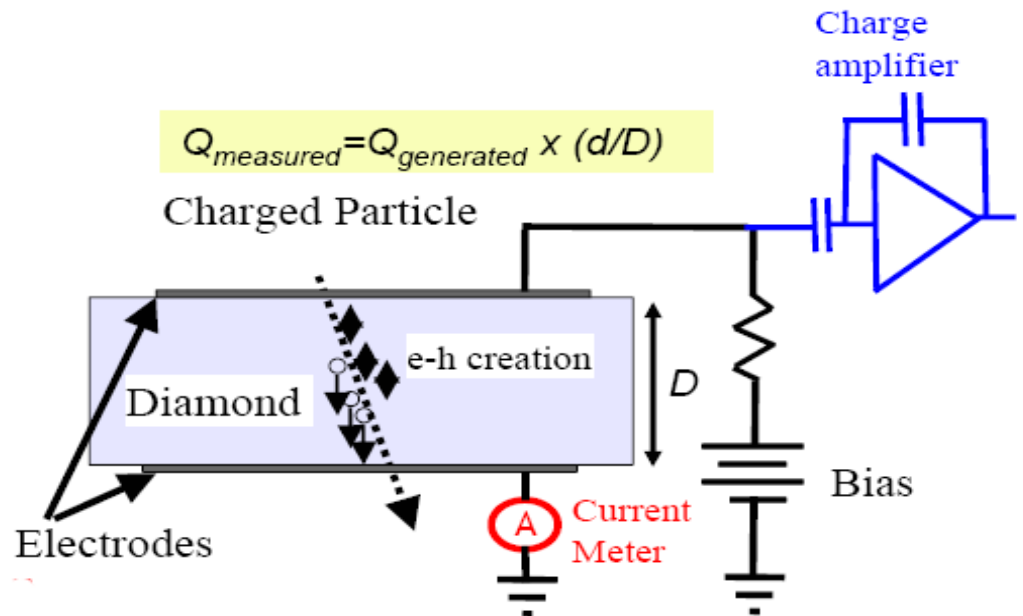 Charge
amplifier
Qmeasured=Qgenerated x (d/D)
Charged Particle
e-h creation
D
Diamond
Bias
A
Current
Meter
Electrodes